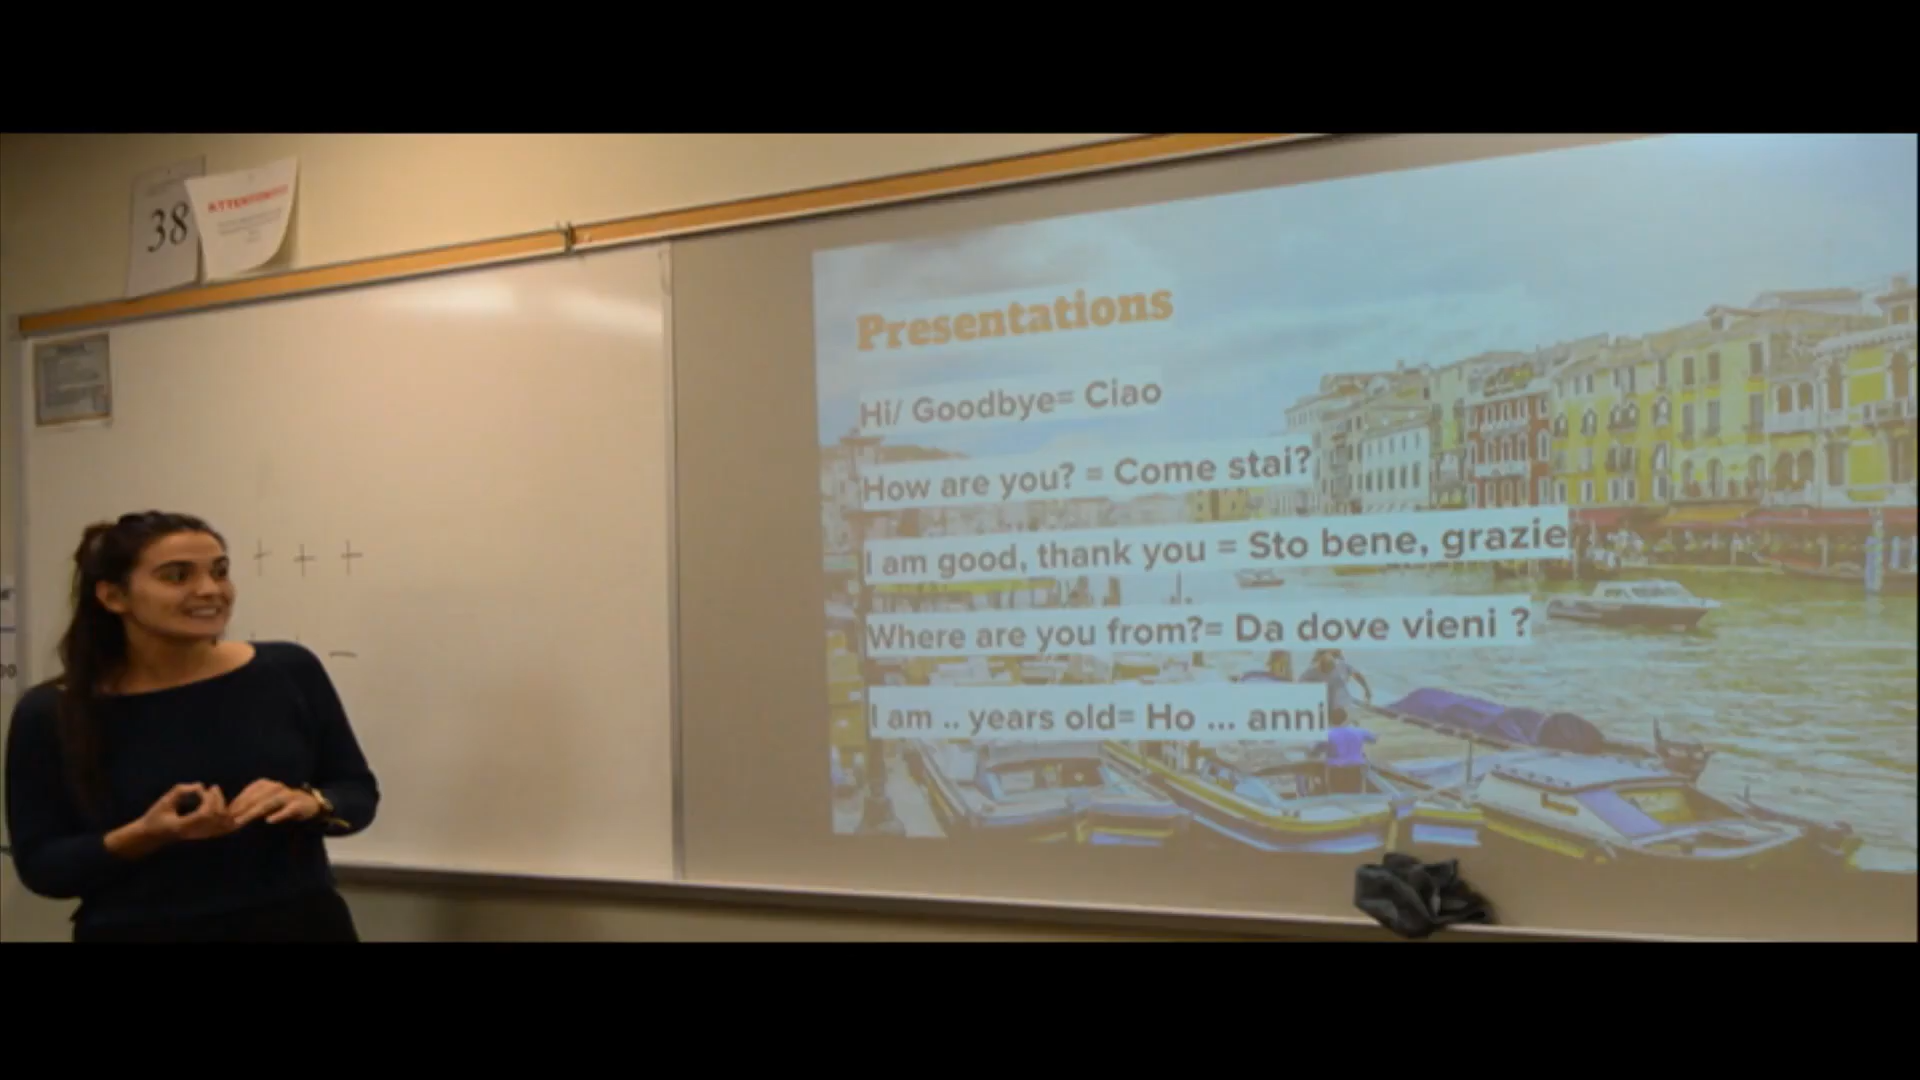 38
ATTENTION!!!
Presentations
Hi/ Goodbye= Ciao
How are you? = Come stai?
I am good, thank you = Sto bene, grazie
Where are you from?= Da dove vieni ?
I am .. years old= Ho ... anni
+ + +